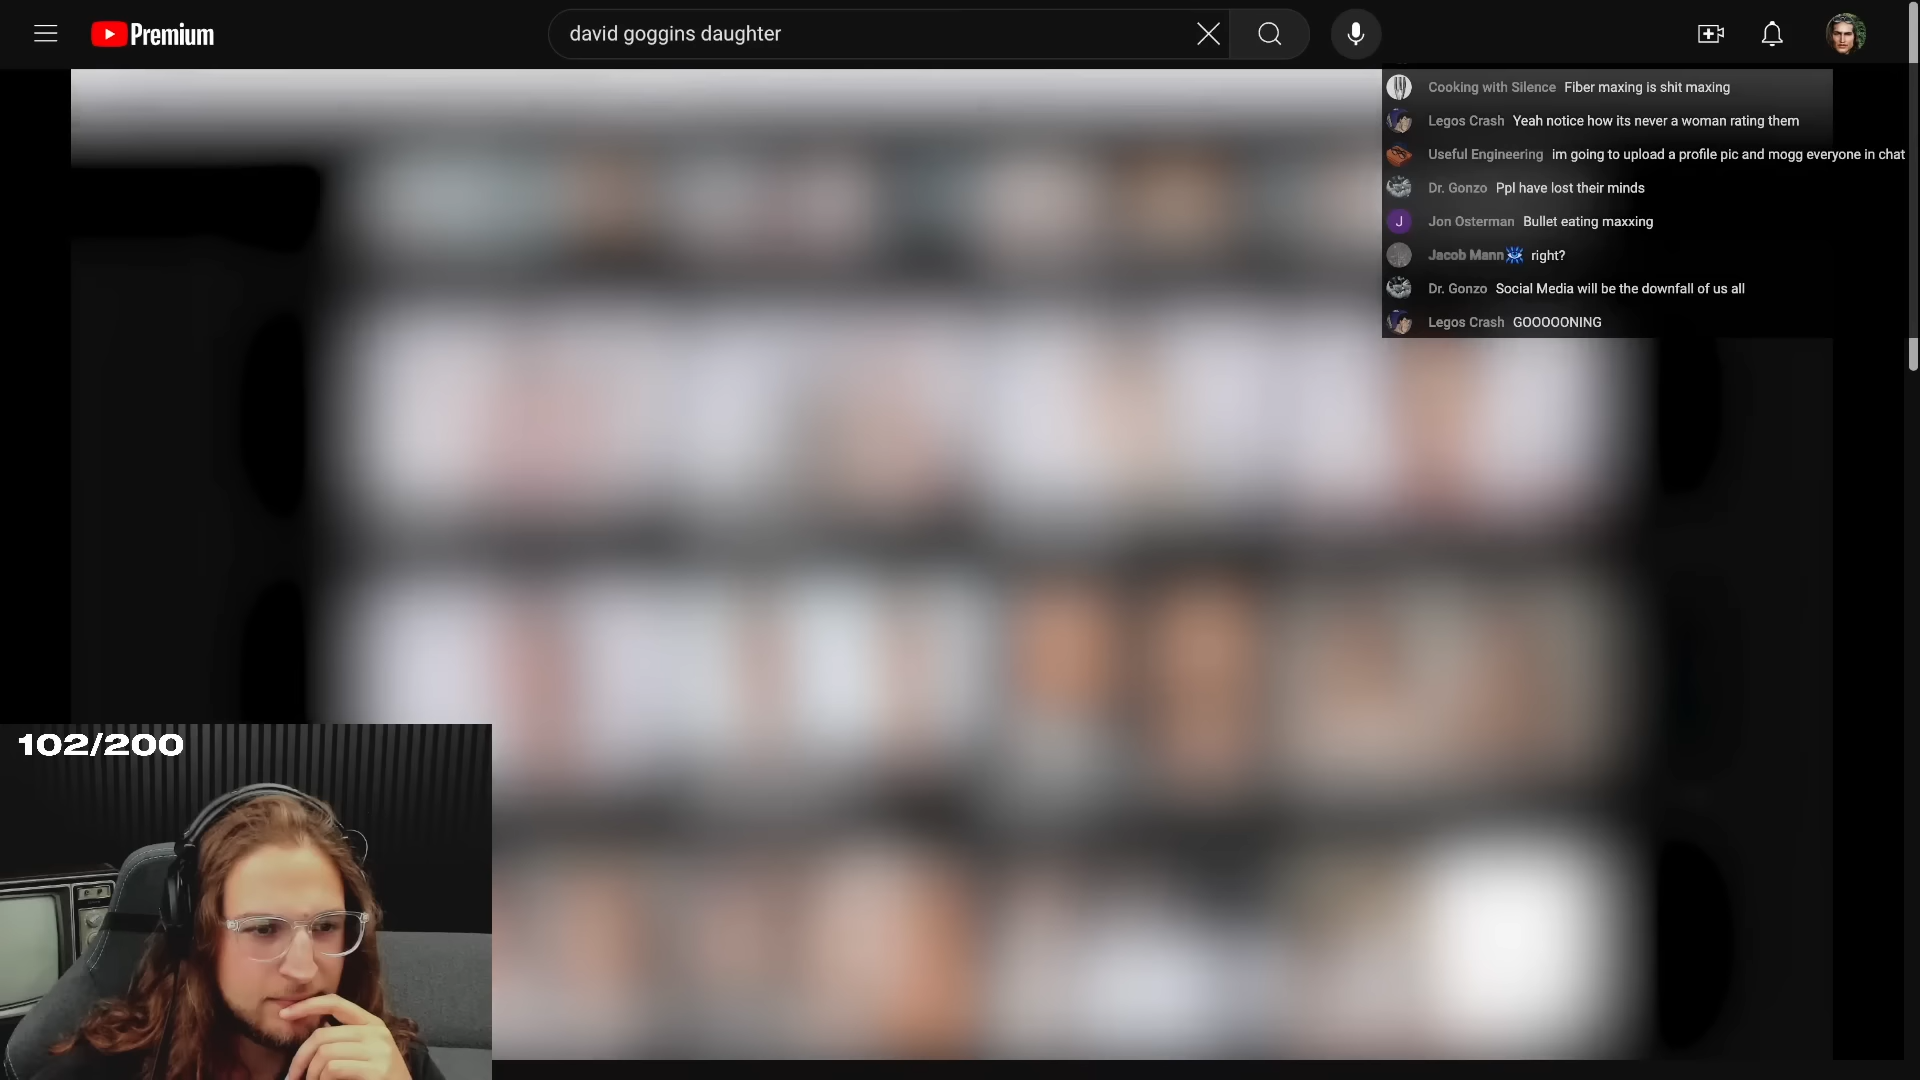 Premium
david goggins daughter
Cooking with Silence Fiber maxing is shit maxing
Legos Crash Yeah notice how its never a woman rating them
Useful Engineering im going to upload a profile pic and mogg everyone in chat
Dr. Gonzo Ppl have lost their minds
J Jon Osterman Bullet eating maxxing
Jacob Mann right?
Dr. Gonzo Social Media will be the downfall of us all
Legos Crash GOOOOOONING
102/200